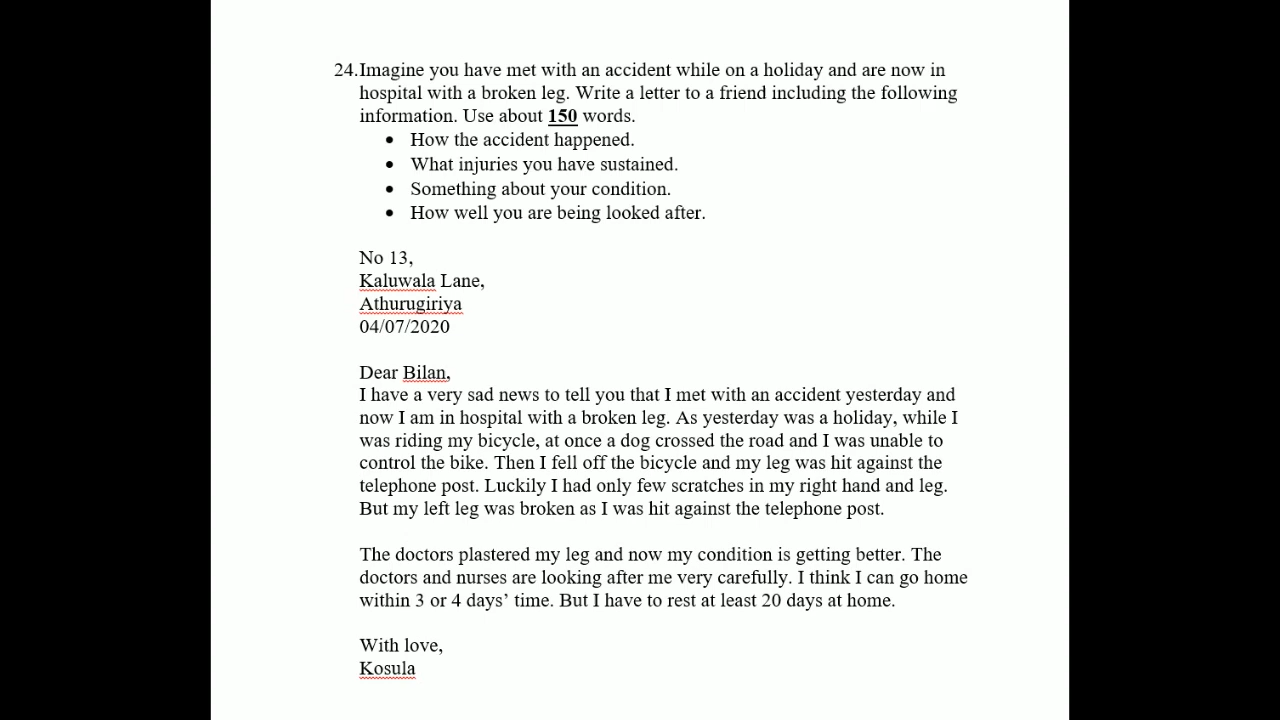 24.Imagine you have met with an accident while on a holiday and are now in
hospital with a broken leg. Write a letter to a friend including the following
information. Use about 150 words.
• How the accident happened.
• What injuries you have sustained.
• Something about your condition.
• How well you are being looked after.
No 13,
Kaluwala Lane,
Athurugiriya
04/07/2020
Dear Bilan,
I have a very sad news to tell you that I met with an accident yesterday and
now I am in hospital with a broken leg. As yesterday was a holiday, while I
was riding my bicycle, at once a dog crossed the road and I was unable to
control the bike. Then I fell off the bicycle and my leg was hit against the
telephone post. Luckily I had only few scratches in my right hand and leg.
But my left leg was broken as I was hit against the telephone post.
The doctors plastered my leg and now my condition is getting better. The
doctors and nurses are looking after me very carefully. I think I can go home
within 3 or 4 days’ time. But I have to rest at least 20 days at home.
With love,
Kosula